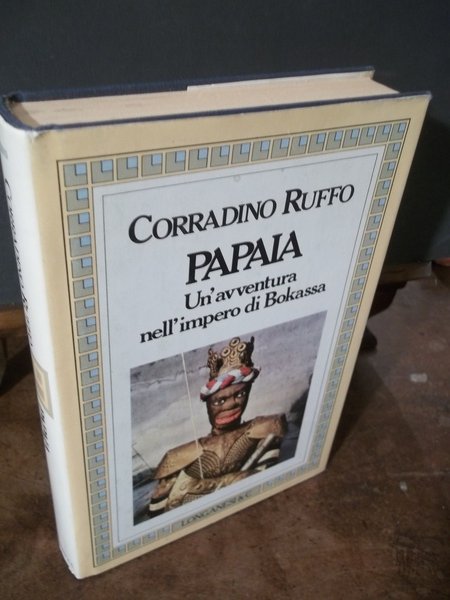 CORRADINO RUFFO
PAPAIA
Un'avventura
nell'impero di Bokassa
LONGANESI & C.